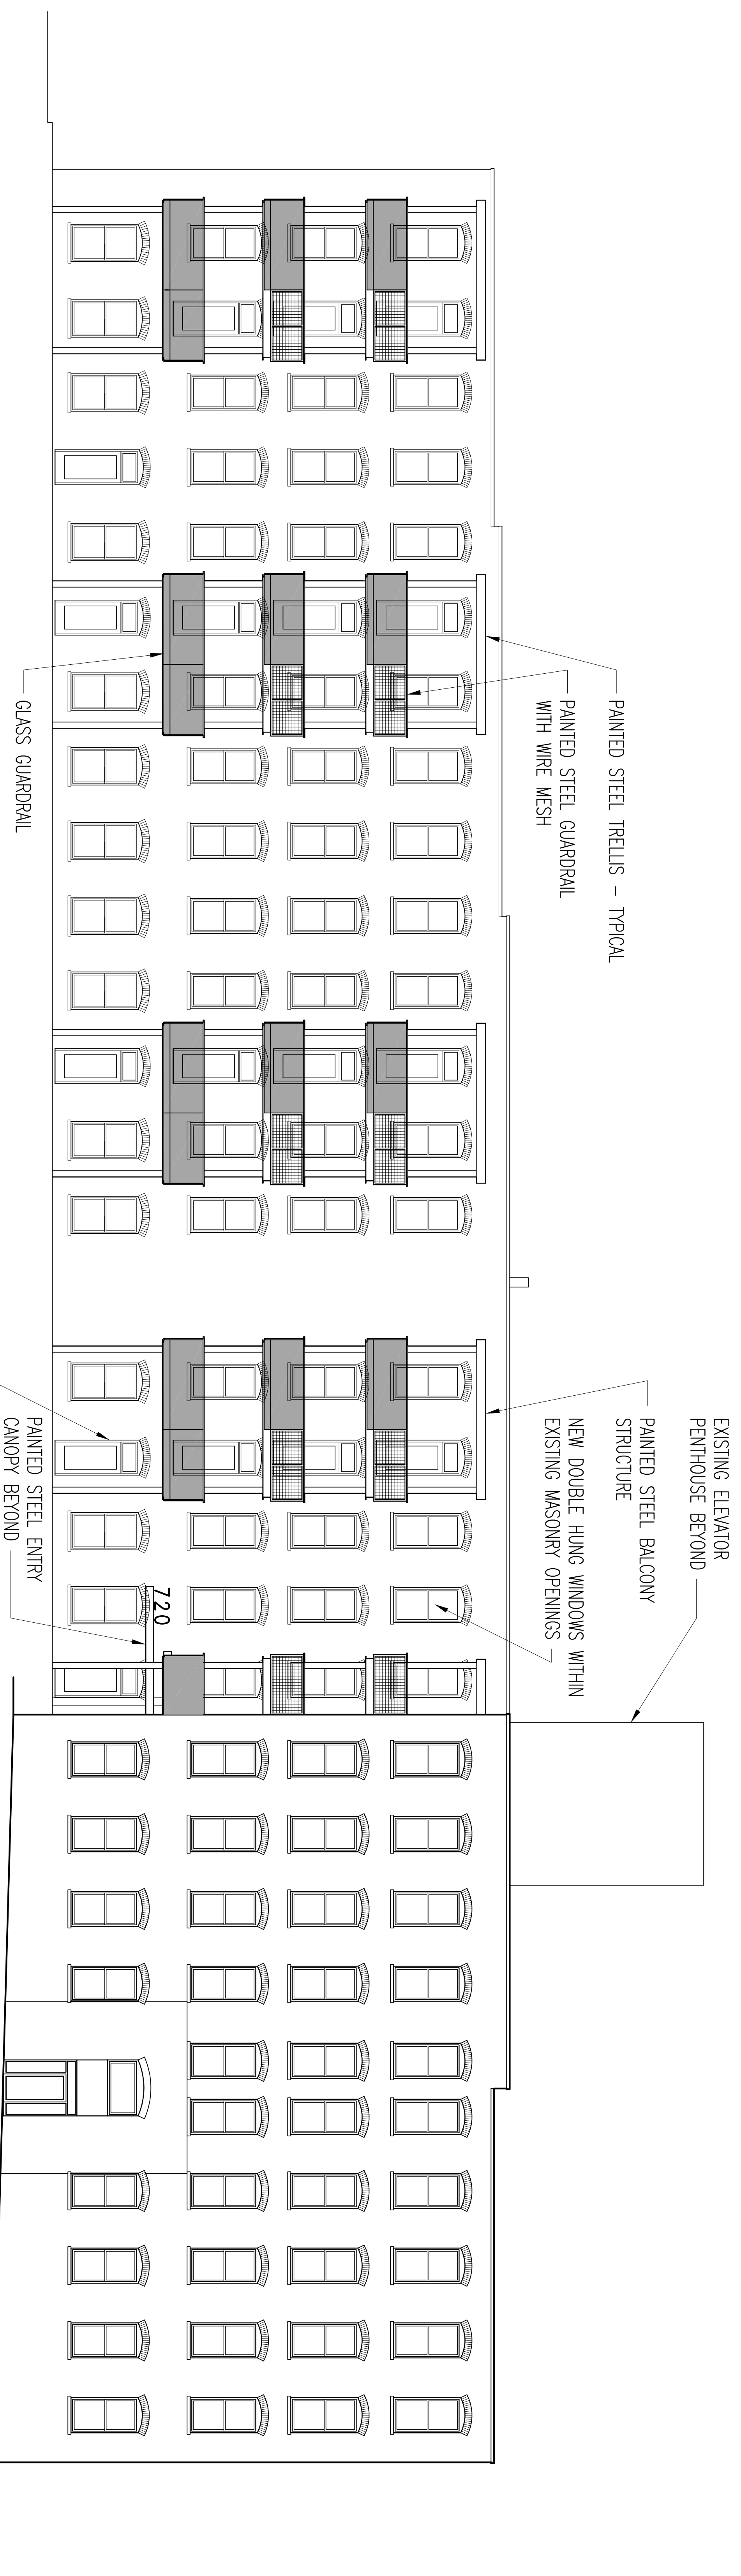 EXISTING ELEVATOR
PENTHOUSE BEYOND
PAINTED STEEL TRELLIS – TYPICAL
PAINTED STEEL BALCONY
STRUCTURE
PAINTED STEEL GUARDRAIL
WITH WIRE MESH
NEW DOUBLE HUNG WINDOWS WITHIN
EXISTING MASONRY OPENINGS
720
GLASS GUARDRAIL
PAINTED STEEL ENTRY
CANOPY BEYOND